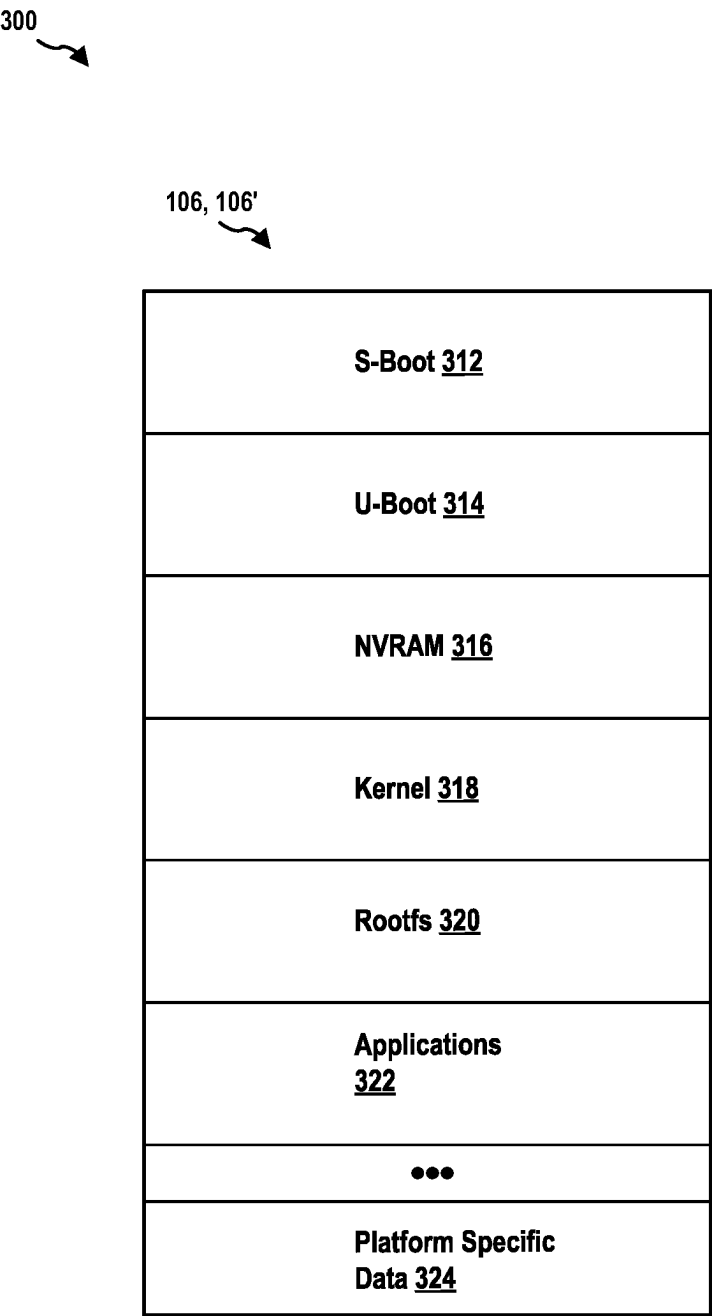 300
106, 106'
S-Boot 312
U-Boot 314
NVRAM 316
Kernel 318
Rootfs 320
Applications
322
•••
Platform Specific
Data 324